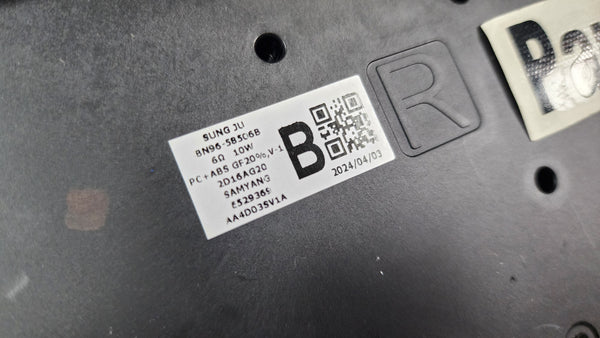 SUNG JU
BN96-58506B
6Ω 10W
PC+ABS GF20%,V-1
2D16AG20
SAMYANG
E529369
AA4D035V1A
B
2024/04/03
R